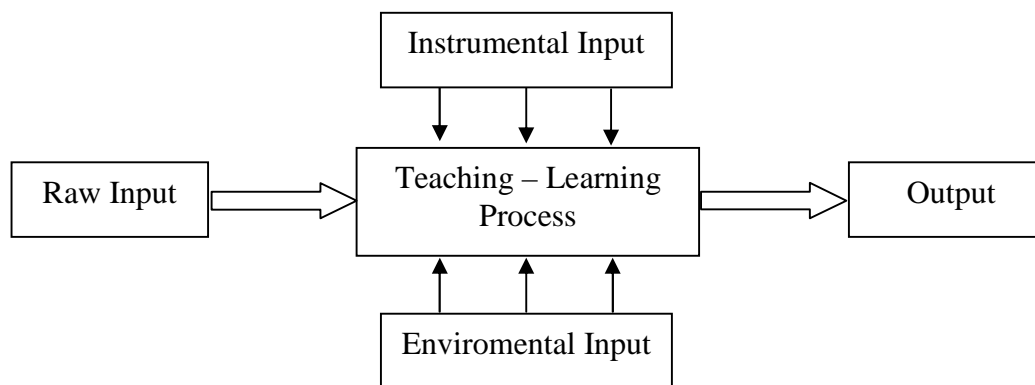 Instrumental Input
Raw Input
Teaching – Learning
Process
Output
Enviromental Input